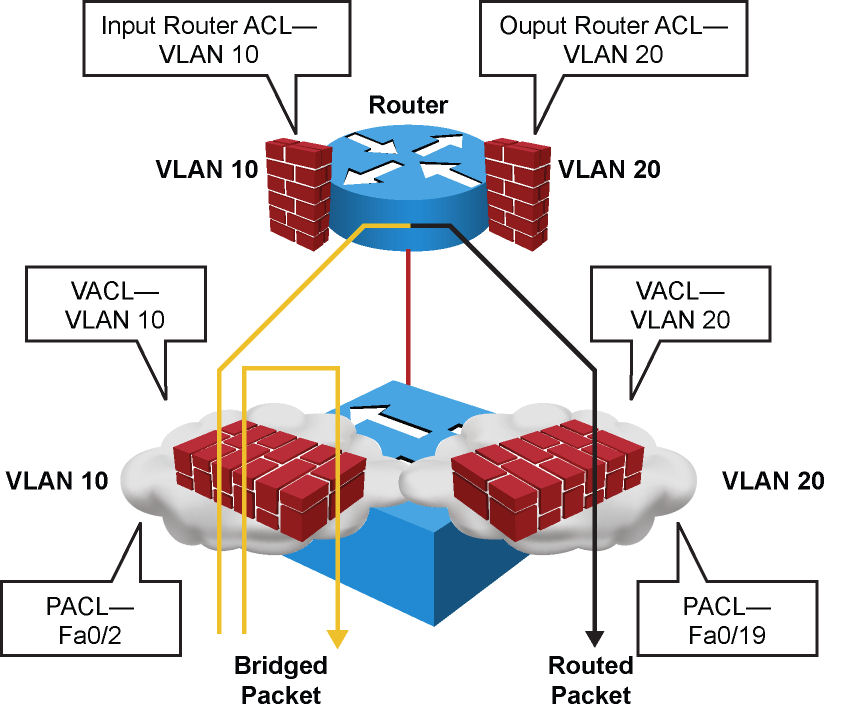 Input Router ACL—
VLAN 10
Ouput Router ACL—
VLAN 20
Router
VLAN 10
VLAN 20
VACL—
VLAN 10
VACL—
VLAN 20
VLAN 10
VLAN 20
PACL—
Fa0/2
PACL—
Fa0/19
Bridged
Packet
Routed
Packet